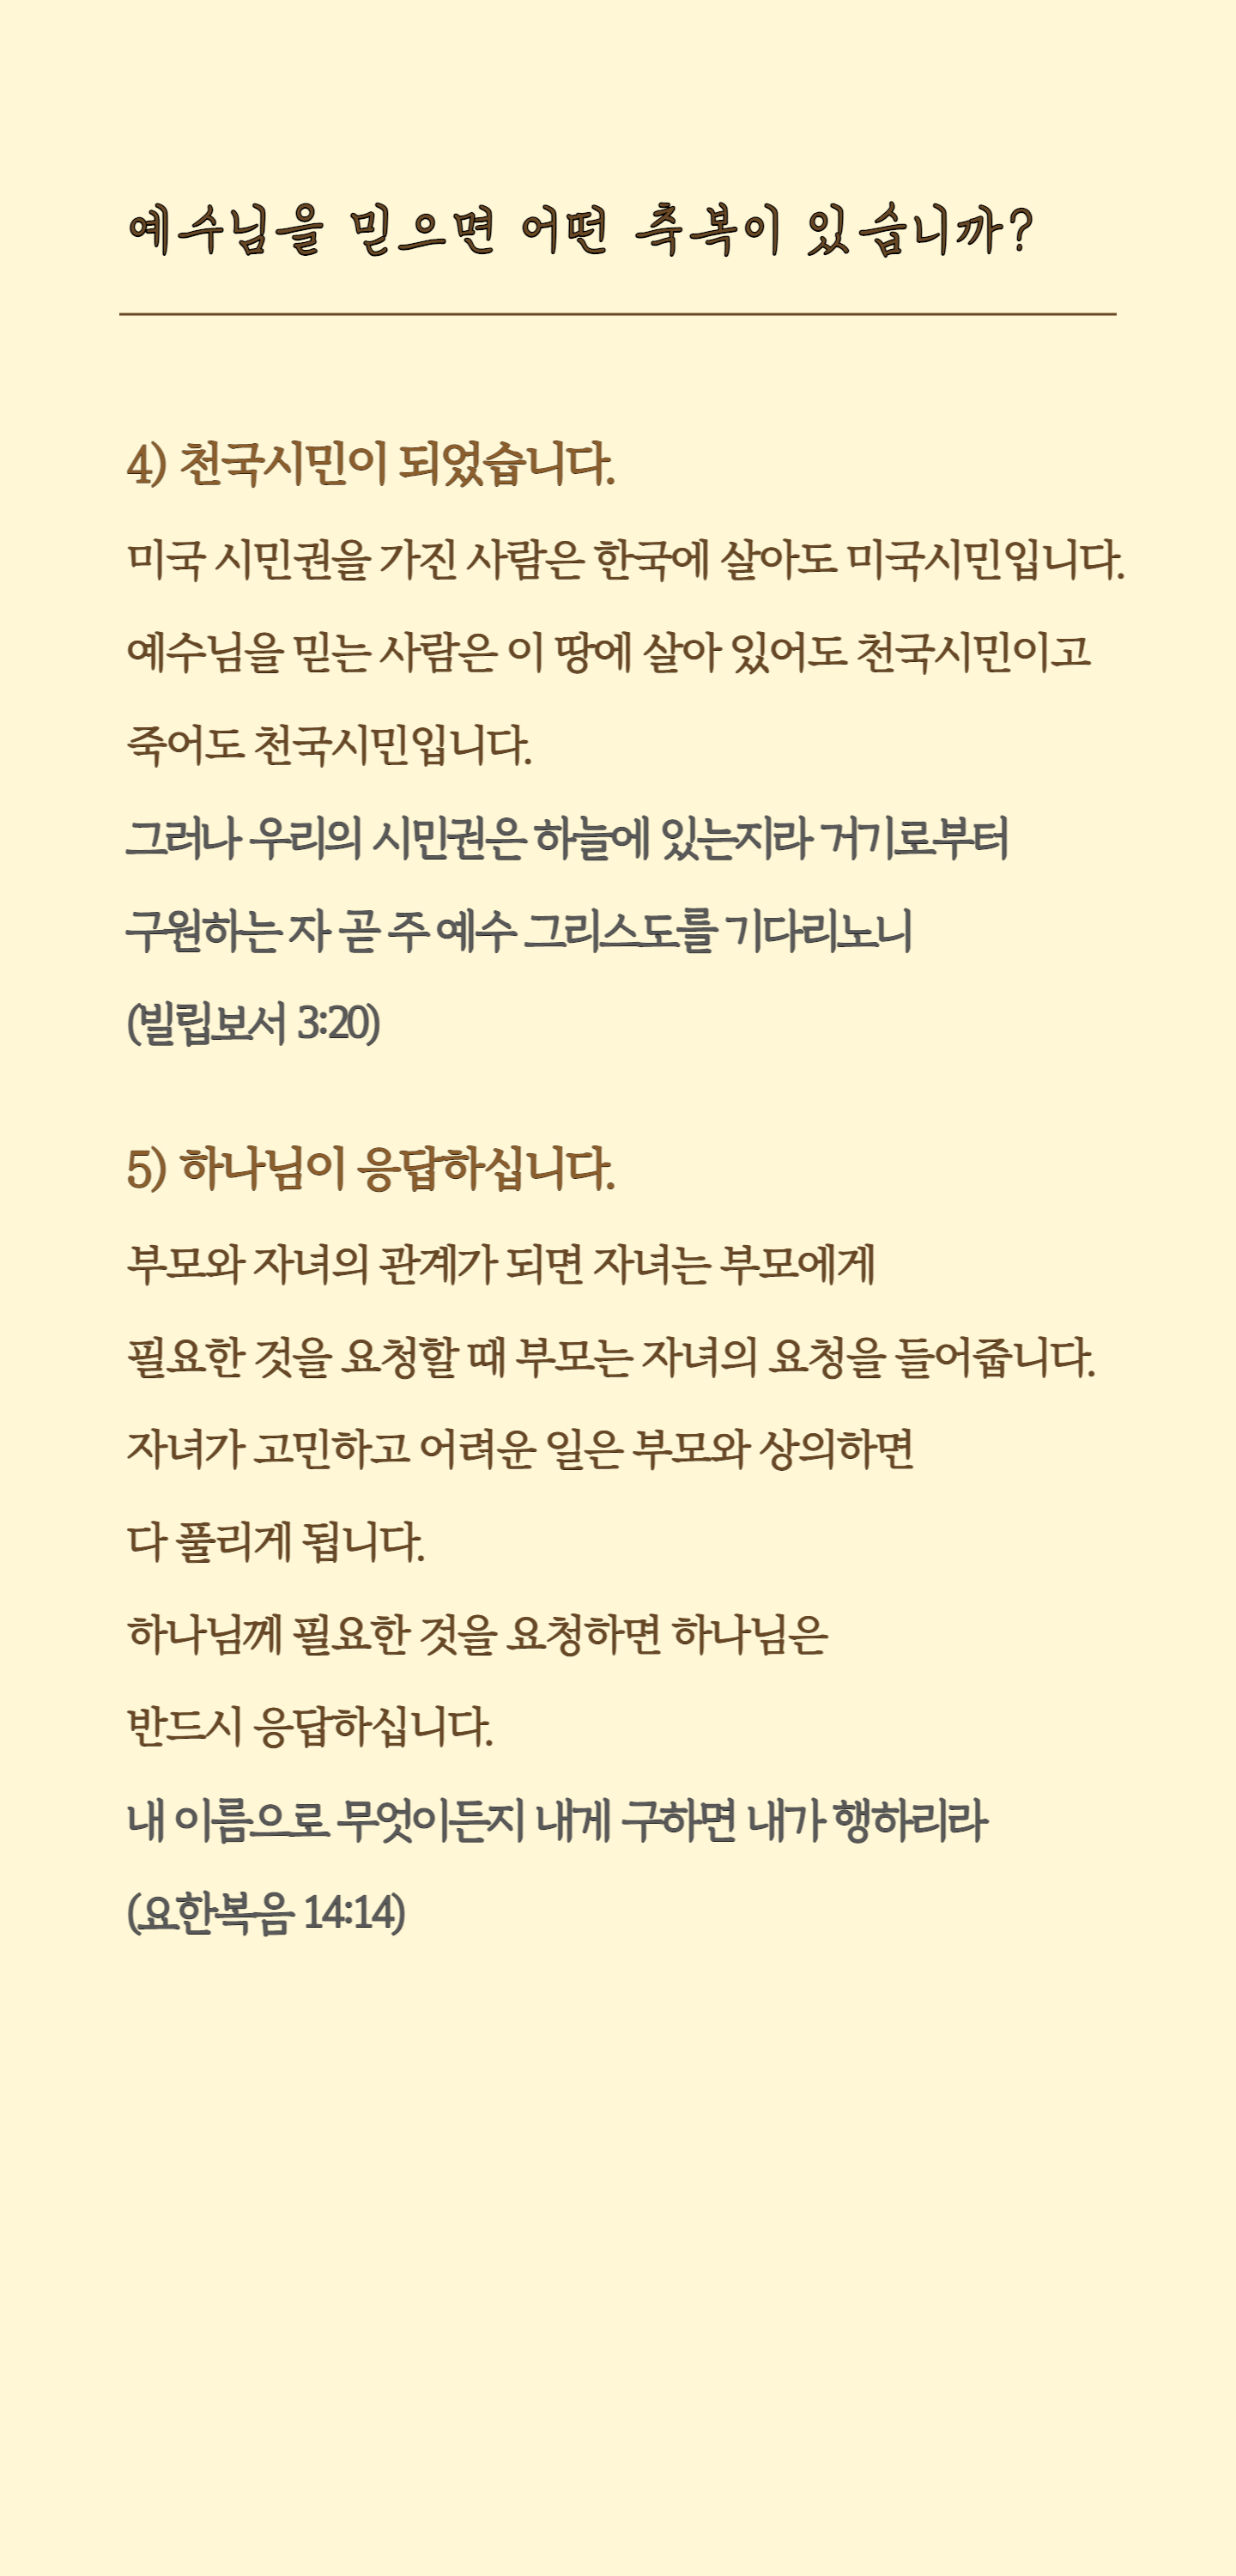 예수님을 믿으면 어떤 축복이 있습니까?
4) 천국시민이 되었습니다.
미국 시민권을 가진 사람은 한국에 살아도 미국시민입니다.
예수님을 믿는 사람은 이 땅에 살아 있어도 천국시민이고
죽어도 천국시민입니다.
그러나 우리의 시민권은 하늘에 있는지라 거기로부터
구원하는 자 곧 주 예수 그리스도를 기다리노니
(빌립보서 3:20)
5) 하나님이 응답하십니다.
부모와 자녀의 관계가 되면 자녀는 부모에게
필요한 것을 요청할 때 부모는 자녀의 요청을 들어줍니다.
자녀가 고민하고 어려운 일은 부모와 상의하면
다 풀리게 됩니다.
하나님께 필요한 것을 요청하면 하나님은
반드시 응답하십니다.
내 이름으로 무엇이든지 내게 구하면 내가 행하리라
(요한복음 14:14)